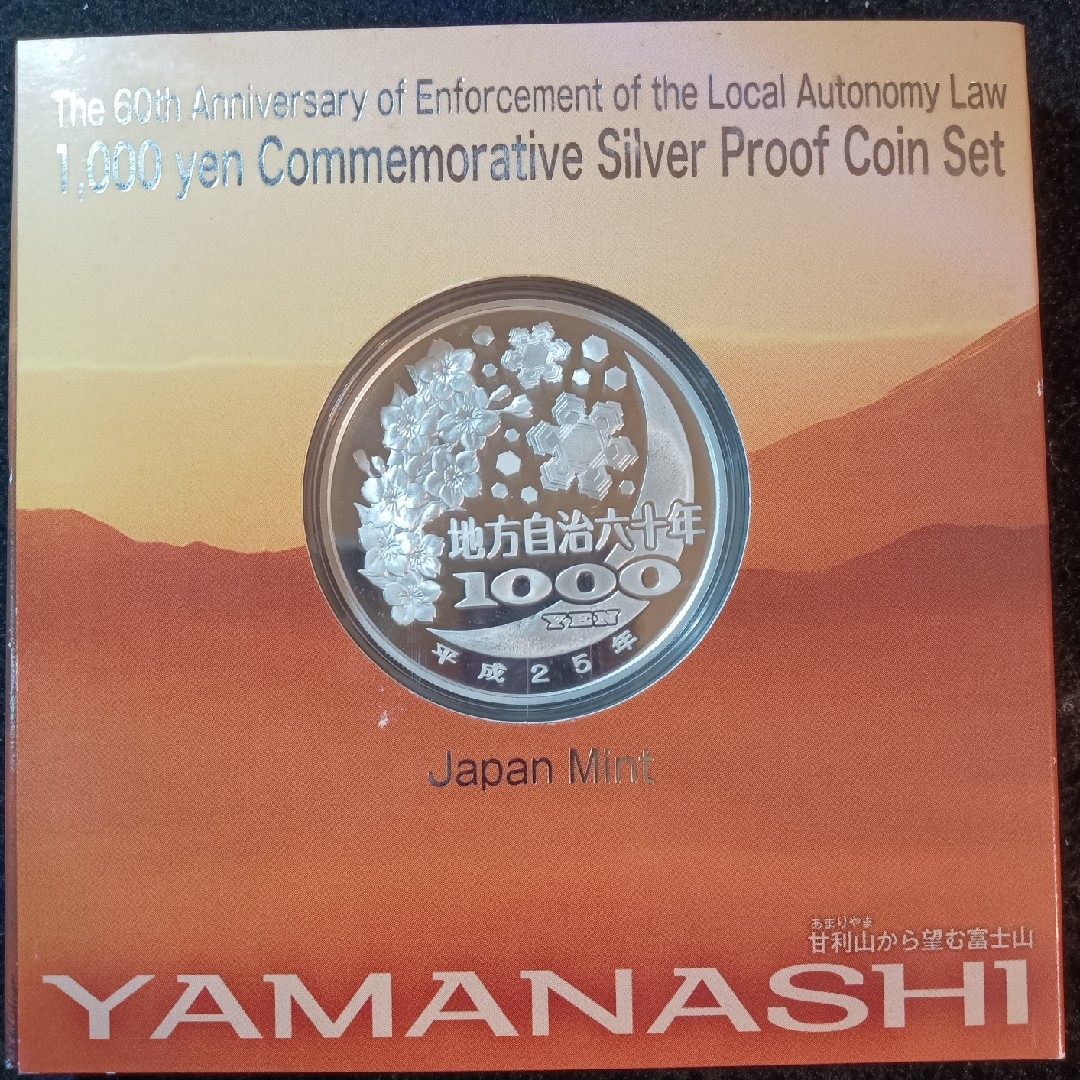 The 60th Anniversary of Enforcement of the Local Autonomy Law
1,000 yen Commemorative Silver Proof Coin Set
地方自治六十年
1000
YEN
平成25年
Japan Mint
あまりやま
甘利山から望む富士山
YAMANASHI